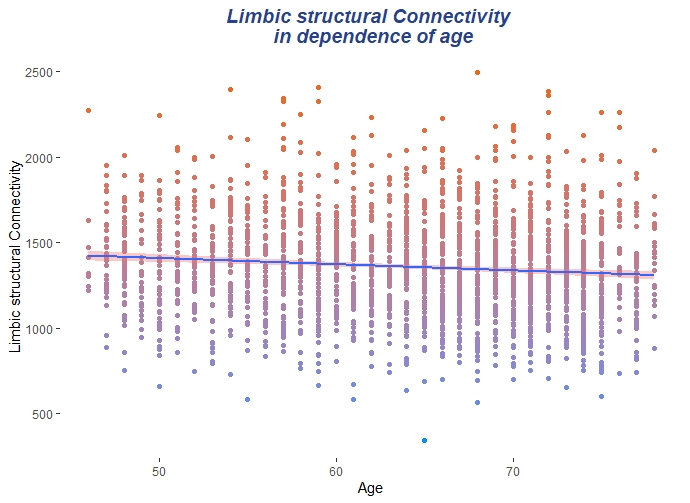 Limbic structural Connectivity
in dependence of age
2500
2000
1500
1000
500
Limbic structural Connectivity
50
60
70
Age